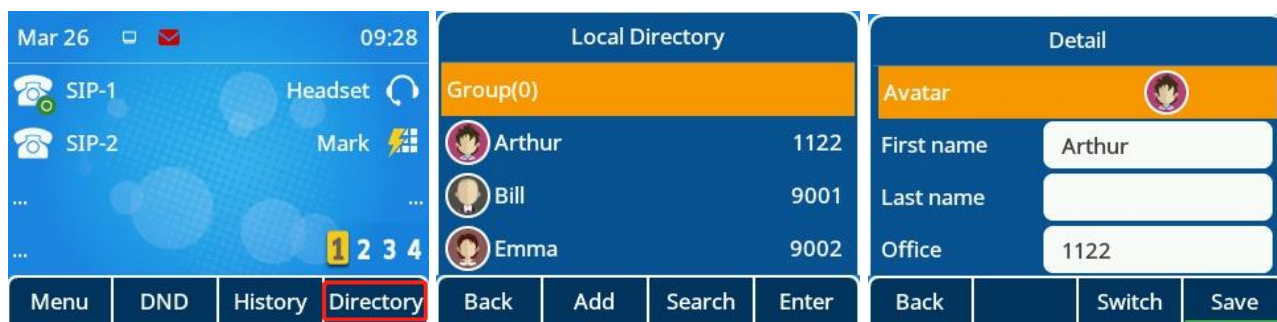 Mar 26 09:28
SIP-1 Headset
SIP-2 Mark
... ...
...
1 2 3 4
Menu DND History Directory
Local Directory
Group(0)
Arthur 1122
Bill 9001
Emma 9002
Back Add Search Enter
Detail
Avatar
First name Arthur
Last name
Office 1122
Back Switch Save